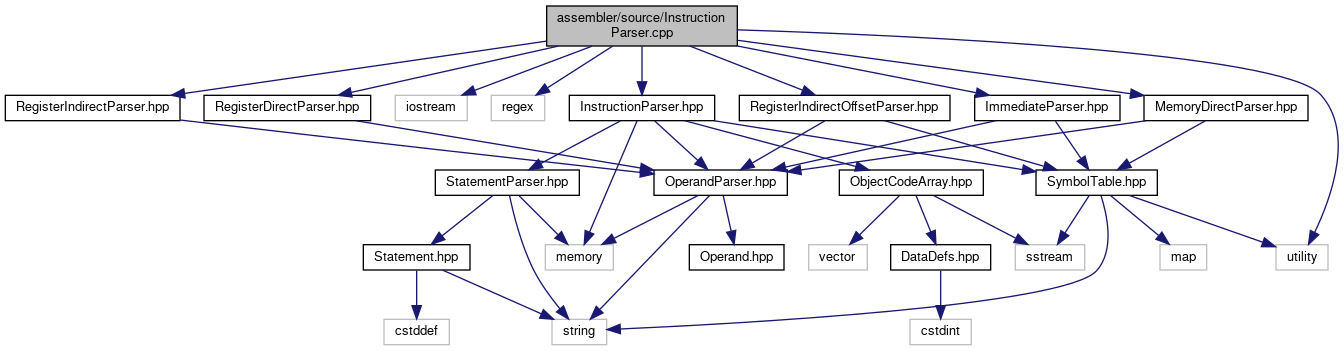 assembler/source/Instruction
Parser.cpp
RegisterIndirectParser.hpp
RegisterDirectParser.hpp
iostream
regex
InstructionParser.hpp
RegisterIndirectOffsetParser.hpp
ImmediateParser.hpp
MemoryDirectParser.hpp
StatementParser.hpp
OperandParser.hpp
ObjectCodeArray.hpp
SymbolTable.hpp
Statement.hpp
memory
Operand.hpp
vector
DataDefs.hpp
sstream
map
utility
cstddef
string
cstdint